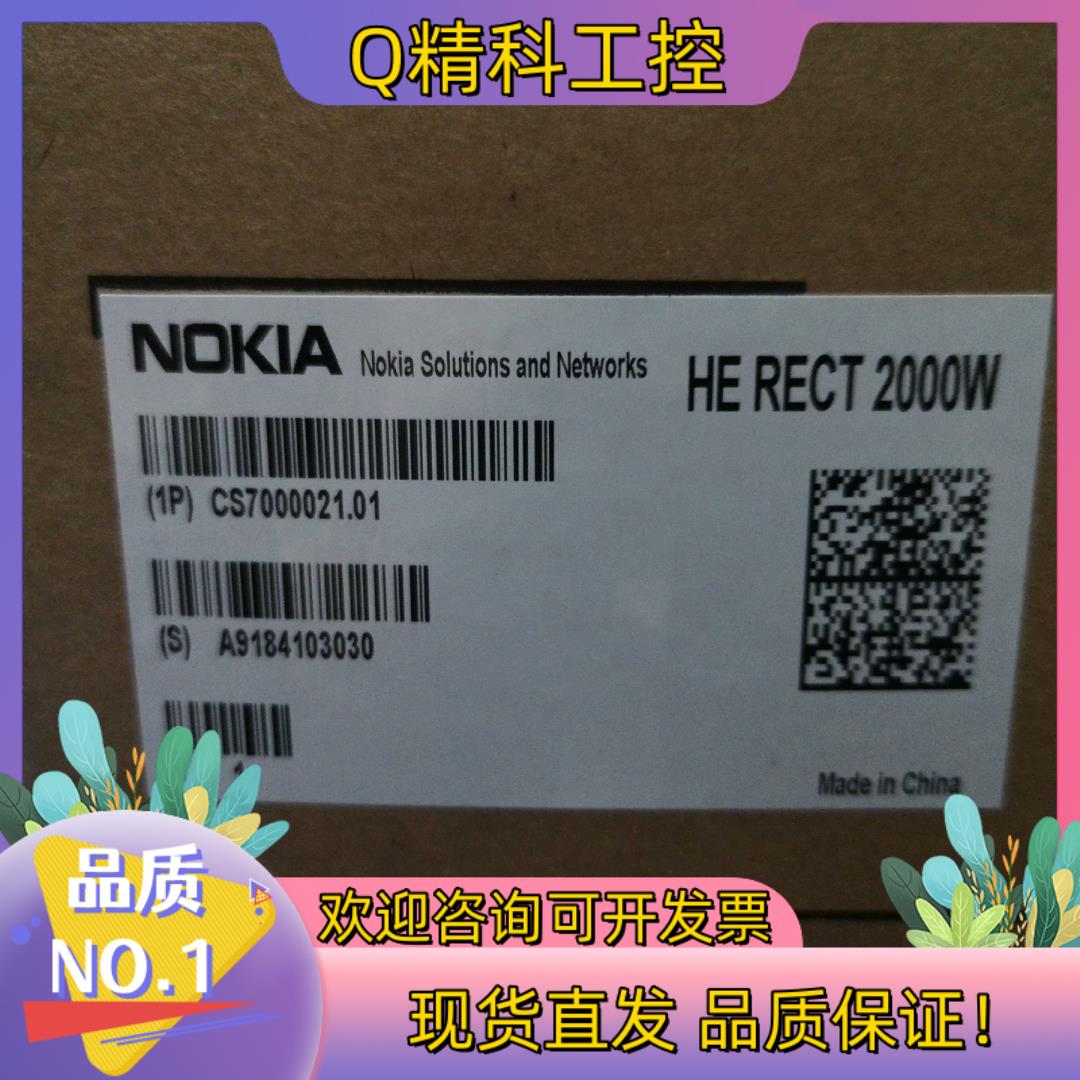 Q精科工控
NOKIA Nokia Solutions and Networks HE RECT 2000W
(1P) CS7000021.01
(S) A9184103030
Made in China
品质
NO.1
欢迎咨询可开发票
现货直发 品质保证!